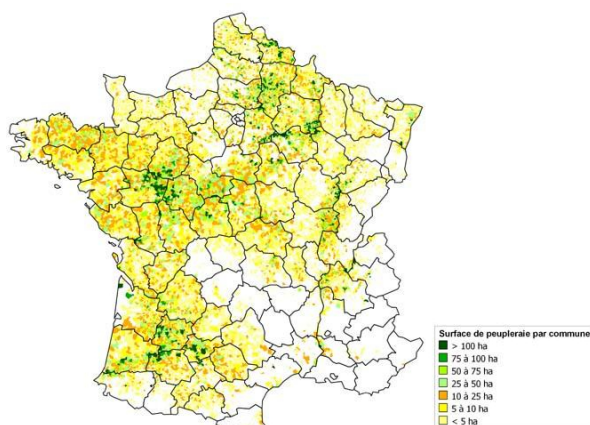 Surface de peupleraie par commune
> 100 ha
75 à 100 ha
50 à 75 ha
25 à 50 ha
10 à 25 ha
5 à 10 ha
< 5 ha